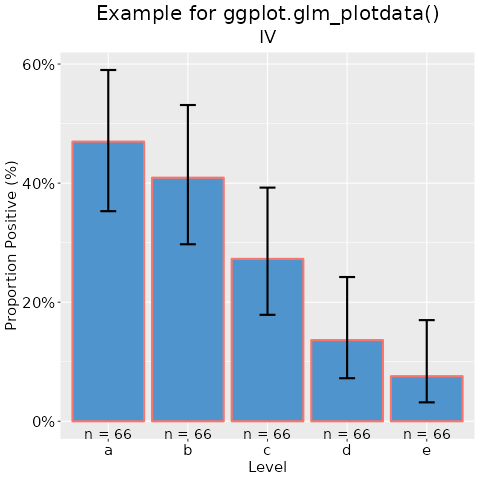 Example for ggplot.glm_plotdata()
IV
60%
40%
20%
0%
Proportion Positive (%)
n = 66 n = 66 n = 66 n = 66 n = 66
a b c d e
Level